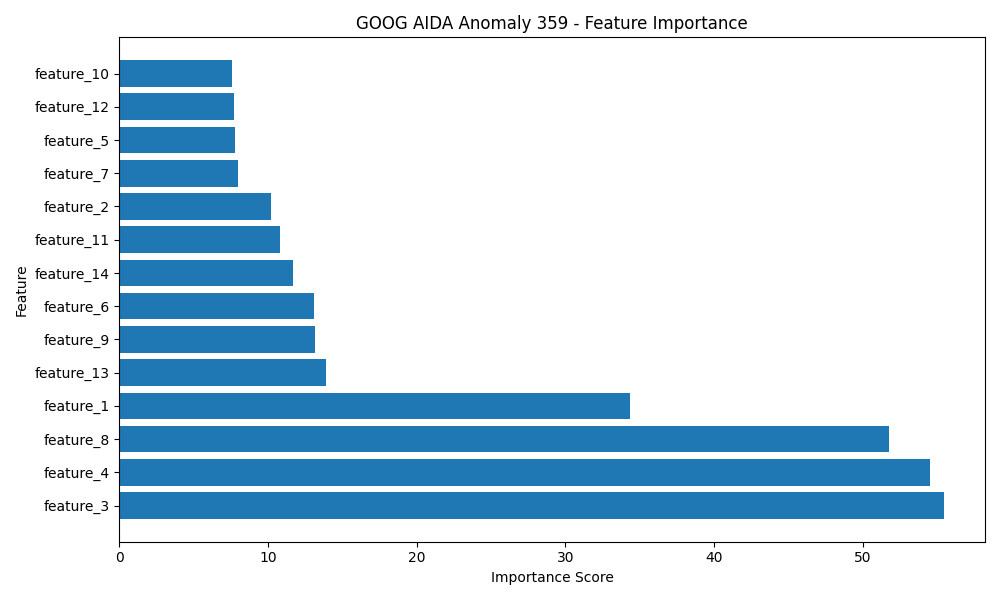 GOOG AIDA Anomaly 359 - Feature Importance
feature_10
feature_12
feature_5
feature_7
feature_2
feature_11
feature_14
feature_6
feature_9
feature_13
feature_1
feature_8
feature_4
feature_3
Feature
0 10 20 30 40 50
Importance Score